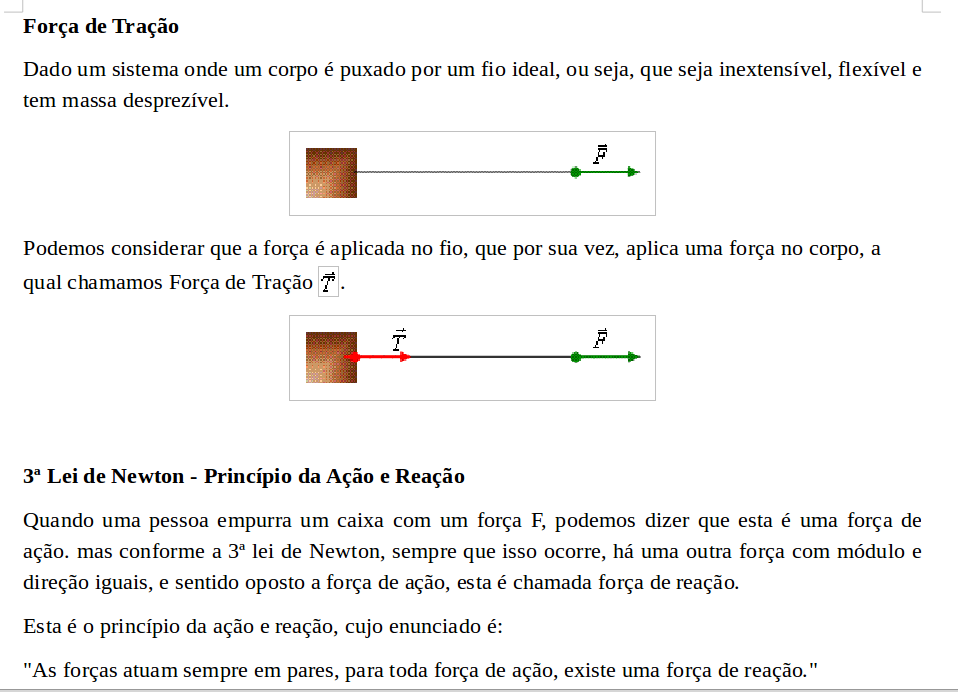 Força de Tração
Dado um sistema onde um corpo é puxado por um fio ideal, ou seja, que seja inextensível, flexível e
tem massa desprezível.
F⃗
Podemos considerar que a força é aplicada no fio, que por sua vez, aplica uma força no corpo, a
qual chamamos Força de Tração T⃗.
T⃗ F⃗
3ª Lei de Newton - Princípio da Ação e Reação
Quando uma pessoa empurra um caixa com um força F, podemos dizer que esta é uma força de
ação. mas conforme a 3ª lei de Newton, sempre que isso ocorre, há uma outra força com módulo e
direção iguais, e sentido oposto a força de ação, esta é chamada força de reação.
Esta é o princípio da ação e reação, cujo enunciado é:
"As forças atuam sempre em pares, para toda força de ação, existe uma força de reação."